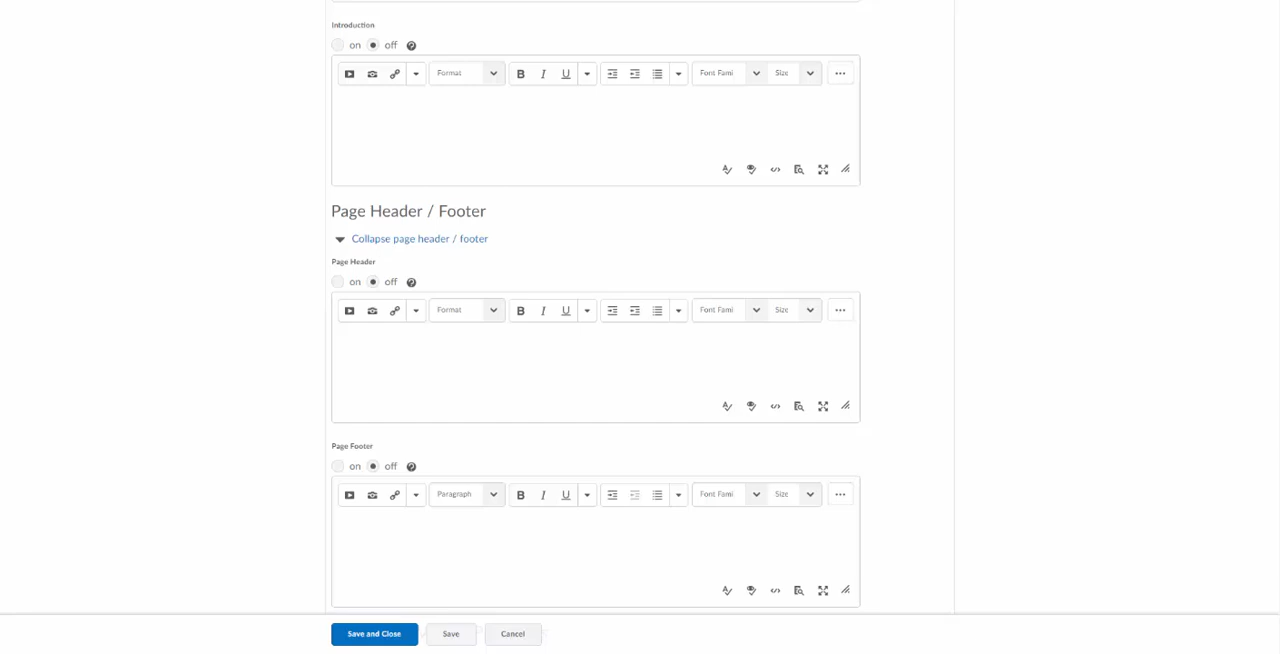 Introduction
on off
Format B I U Font Fami Size
Page Header / Footer
Collapse page header / footer
Page Header
on off
Format B I U Font Fami Size
Page Footer
on off
Paragraph B I U Font Fami Size
Save and Close Save Cancel